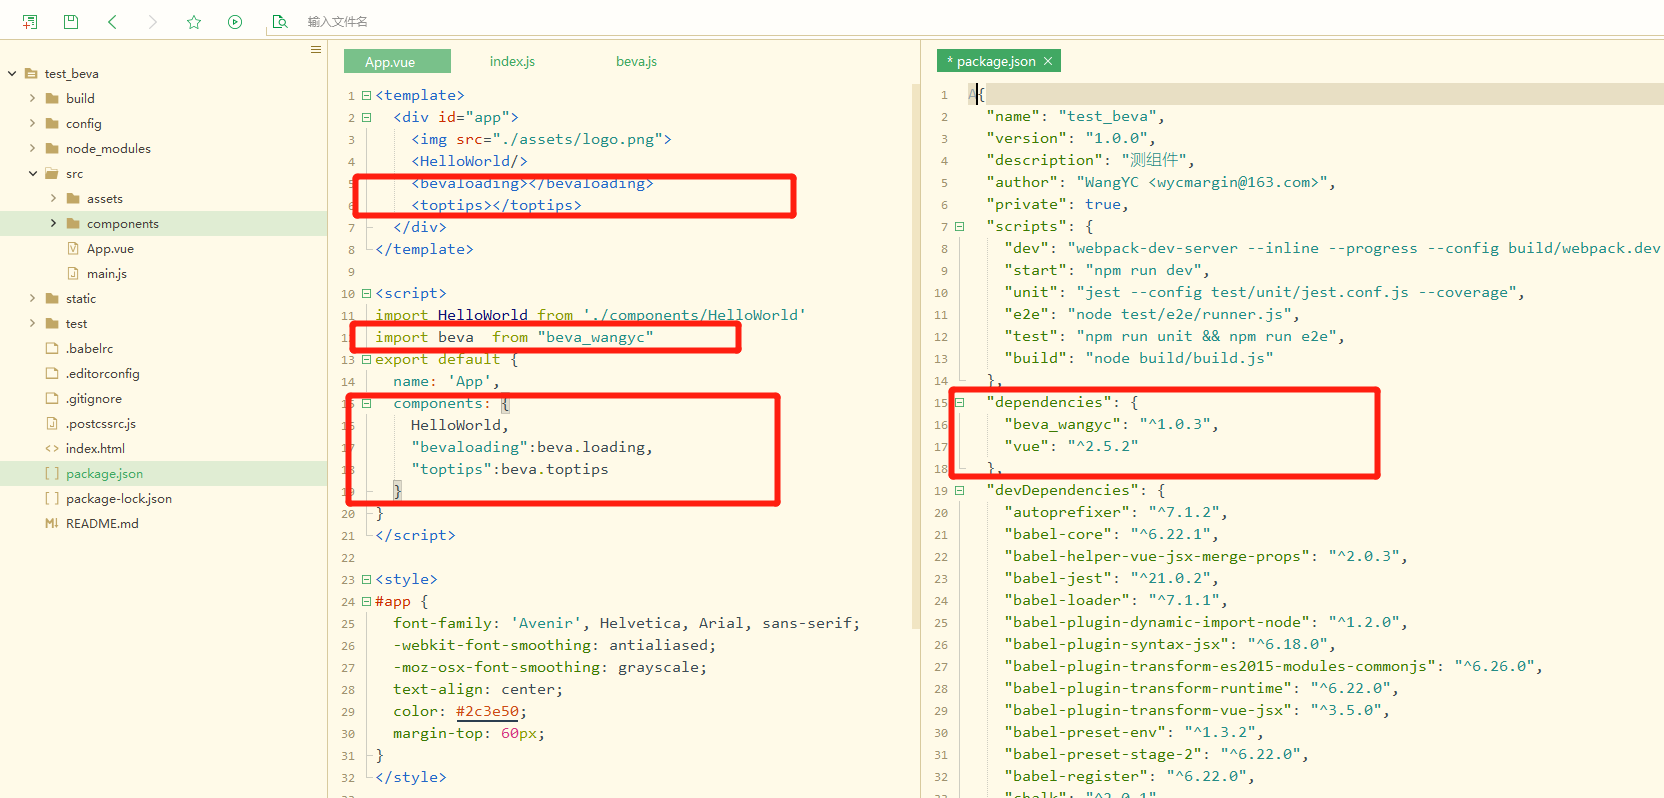 输入文件名
test_beva
build
config
node_modules
src
assets
components
App.vue
main.js
static
test
.babelrc
.editorconfig
.gitignore
.postcssrc.js
index.html
package.json
package-lock.json
README.md
App.vue index.js beva.js
1 <template>
2 <div id="app">
3 <img src="./assets/logo.png">
4 <HelloWorld/>
5 <bevaloading></bevaloading>
6 <toptips></toptips>
7 </div>
8 </template>
9
10 <script>
11 import HelloWorld from './components/HelloWorld'
12 import beva  from "beva_wangyc"
13 export default {
14 name: 'App',
15 components: {
16 HelloWorld,
17 "bevaloading":beva.loading,
18 "toptips":beva.toptips
19 }
20 }
21 </script>
22
23 <style>
24 #app {
25 font-family: 'Avenir', Helvetica, Arial, sans-serif;
26 -webkit-font-smoothing: antialiased;
27 -moz-osx-font-smoothing: grayscale;
28 text-align: center;
29 color: #2c3e50;
30 margin-top: 60px;
31 }
32 </style>
* package.json ×
1 {
2 "name": "test_beva",
3 "version": "1.0.0",
4 "description": "测组件",
5 "author": "WangYC <wycmargin@163.com>",
6 "private": true,
7 "scripts": {
8 "dev": "webpack-dev-server --inline --progress --config build/webpack.dev
9 "start": "npm run dev",
10 "unit": "jest --config test/unit/jest.conf.js --coverage",
11 "e2e": "node test/e2e/runner.js",
12 "test": "npm run unit && npm run e2e",
13 "build": "node build/build.js"
14 },
15 "dependencies": {
16 "beva_wangyc": "^1.0.3",
17 "vue": "^2.5.2"
18 },
19 "devDependencies": {
20 "autoprefixer": "^7.1.2",
21 "babel-core": "^6.22.1",
22 "babel-helper-vue-jsx-merge-props": "^2.0.3",
23 "babel-jest": "^21.0.2",
24 "babel-loader": "^7.1.1",
25 "babel-plugin-dynamic-import-node": "^1.2.0",
26 "babel-plugin-syntax-jsx": "^6.18.0",
27 "babel-plugin-transform-es2015-modules-commonjs": "^6.26.0",
28 "babel-plugin-transform-runtime": "^6.22.0",
29 "babel-plugin-transform-vue-jsx": "^3.5.0",
30 "babel-preset-env": "^1.3.2",
31 "babel-preset-stage-2": "^6.22.0",
32 "babel-register": "^6.22.0",
"chalk": "^2.0.1"